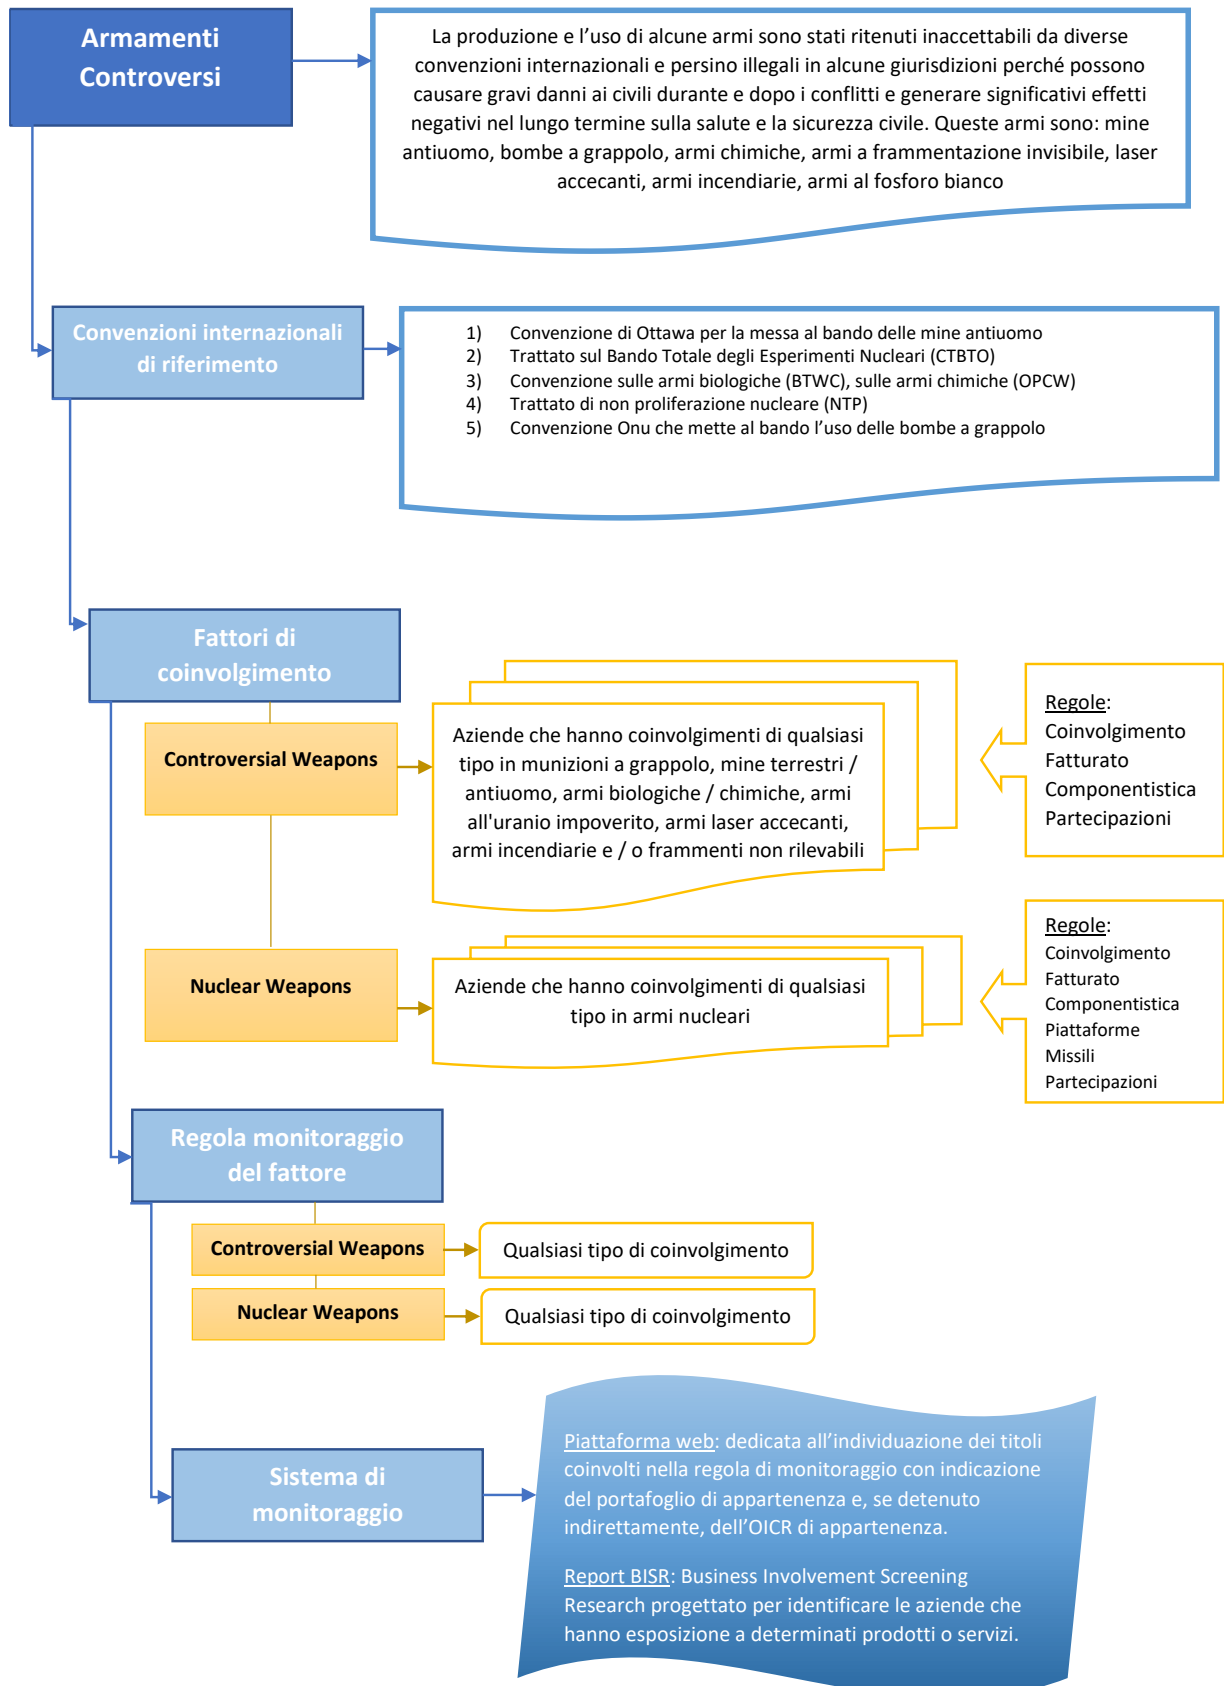 Armamenti
Controversi
La produzione e l’uso di alcune armi sono stati ritenuti inaccettabili da diverse
convenzioni internazionali e persino illegali in alcune giurisdizioni perché possono
causare gravi danni ai civili durante e dopo i conflitti e generare significativi effetti
negativi nel lungo termine sulla salute e la sicurezza civile. Queste armi sono: mine
antiuomo, bombe a grappolo, armi chimiche, armi a frammentazione invisibile, laser
accecanti, armi incendiarie, armi al fosforo bianco
Convenzioni internazionali
di riferimento
1) Convenzione di Ottawa per la messa al bando delle mine antiuomo
2) Trattato sul Bando Totale degli Esperimenti Nucleari (CTBTO)
3) Convenzione sulle armi biologiche (BTWC), sulle armi chimiche (OPCW)
4) Trattato di non proliferazione nucleare (NTP)
5) Convenzione Onu che mette al bando l’uso delle bombe a grappolo
Fattori di
coinvolgimento
Controversial Weapons
Aziende che hanno coinvolgimenti di qualsiasi
tipo in munizioni a grappolo, mine terrestri /
antiuomo, armi biologiche / chimiche, armi
all'uranio impoverito, armi laser accecanti,
armi incendiarie e / o frammenti non rilevabili
Regole:
Coinvolgimento
Fatturato
Componentistica
Partecipazioni
Nuclear Weapons
Aziende che hanno coinvolgimenti di qualsiasi
tipo in armi nucleari
Regole:
Coinvolgimento
Fatturato
Componentistica
Piattaforme
Missili
Partecipazioni
Regola monitoraggio
del fattore
Controversial Weapons
Qualsiasi tipo di coinvolgimento
Nuclear Weapons
Qualsiasi tipo di coinvolgimento
Sistema di
monitoraggio
Piattaforma web: dedicata all’individuazione dei titoli
coinvolti nella regola di monitoraggio con indicazione
del portafoglio di appartenenza e, se detenuto
indirettamente, dell’OICR di appartenenza.
Report BISR: Business Involvement Screening
Research progettato per identificare le aziende che
hanno esposizione a determinati prodotti o servizi.